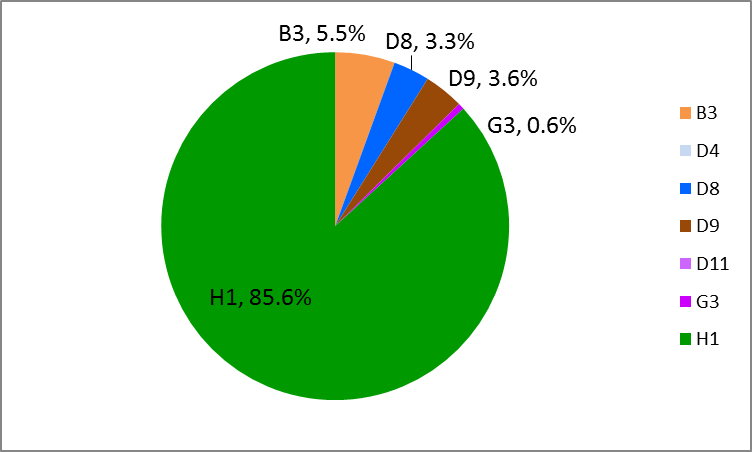 B3, 5.5%
D8, 3.3%
D9, 3.6%
G3, 0.6%
H1, 85.6%
B3
D4
D8
D9
D11
G3
H1